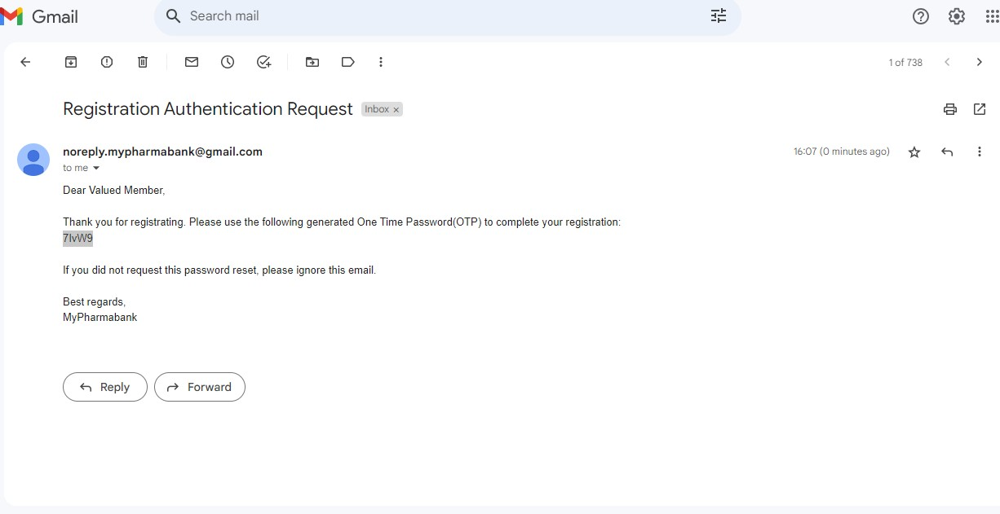 Gmail
Search mail
1 of 738
Registration Authentication Request
Inbox ×
noreply.mypharmabank@gmail.com
16:07 (0 minutes ago)
to me
Dear Valued Member,
Thank you for registrating. Please use the following generated One Time Password(OTP) to complete your registration:
7IvW9
If you did not request this password reset, please ignore this email.
Best regards,
MyPharmabank
Reply
Forward